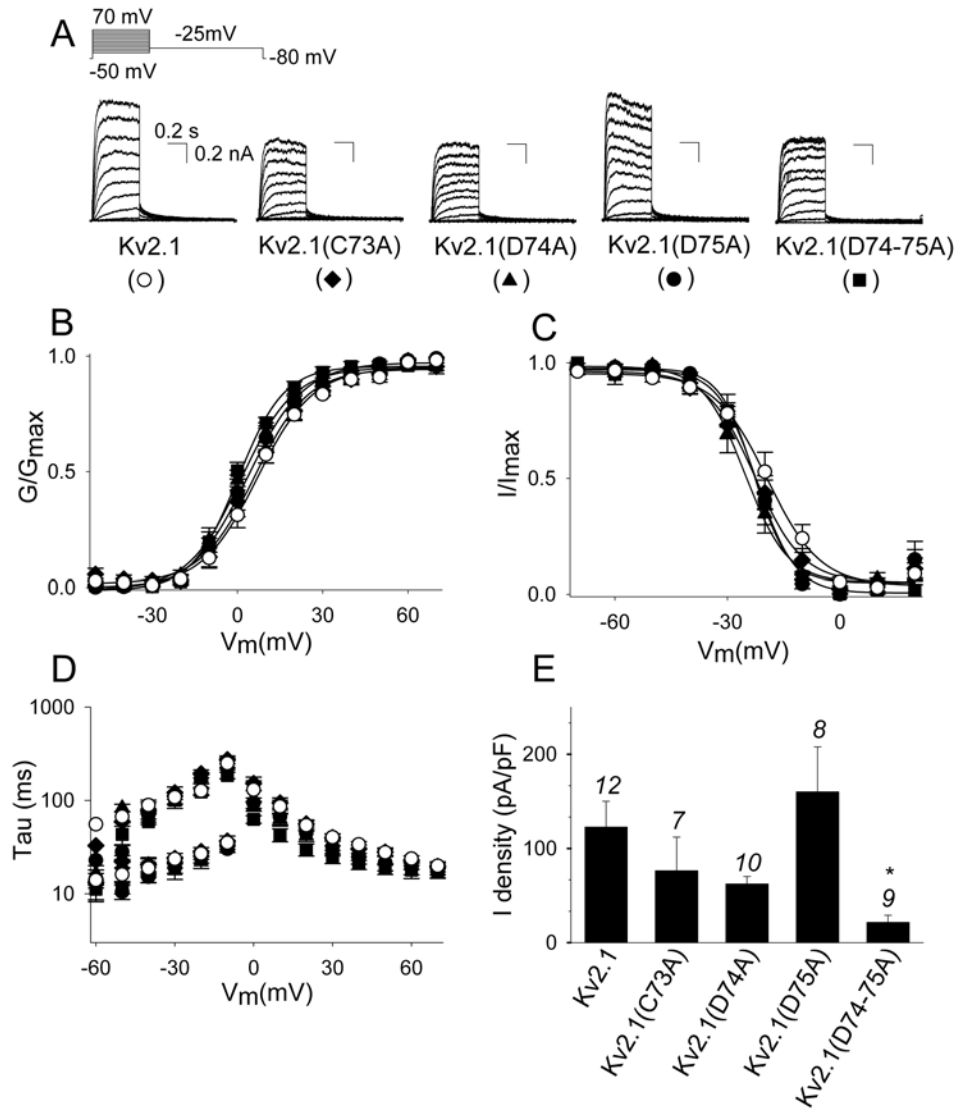 A
70 mV
-25mV
-80 mV
-50 mV
0.2 s
0.2 nA
Kv2.1 Kv2.1(C73A) Kv2.1(D74A) Kv2.1(D75A) Kv2.1(D74-75A)
(○) (◆) (▲) (●) (■)
B
1.0
0.5
0.0
G/Gmax
-30 0 30 60
Vm(mV)
C
1.0
0.5
0.0
I/Imax
-60 -30 0
Vm(mV)
D
1000
100
10
Tau (ms)
-60 -30 0 30 60
Vm(mV)
E
200
100
0
I density (pA/pF)
12 7 10 8 * 9
Kv2.1
Kv2.1(C73A)
Kv2.1(D74A)
Kv2.1(D75A)
Kv2.1(D74-75A)